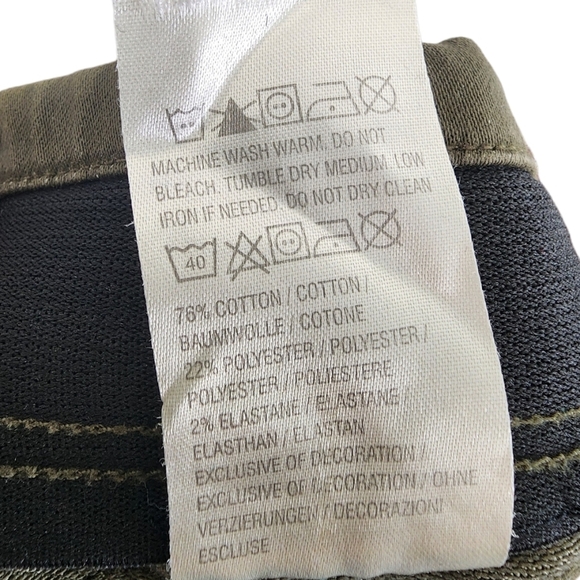 MACHINE WASH WARM. DO NOT
BLEACH. TUMBLE DRY MEDIUM. LOW
IRON IF NEEDED. DO NOT DRY CLEAN
40
76% COTTON / COTTON /
BAUMWOLLE / COTONE
22% POLYESTER / POLYESTER /
POLYESTER / POLIESTERE
2% ELASTANE / ELASTANE /
ELASTHAN / ELASTAN
EXCLUSIVE OF DECORATION /
EXCLUSIVE OF DECORATION / OHNE
VERZIERUNGEN / DECORAZIONI
ESCLUSE